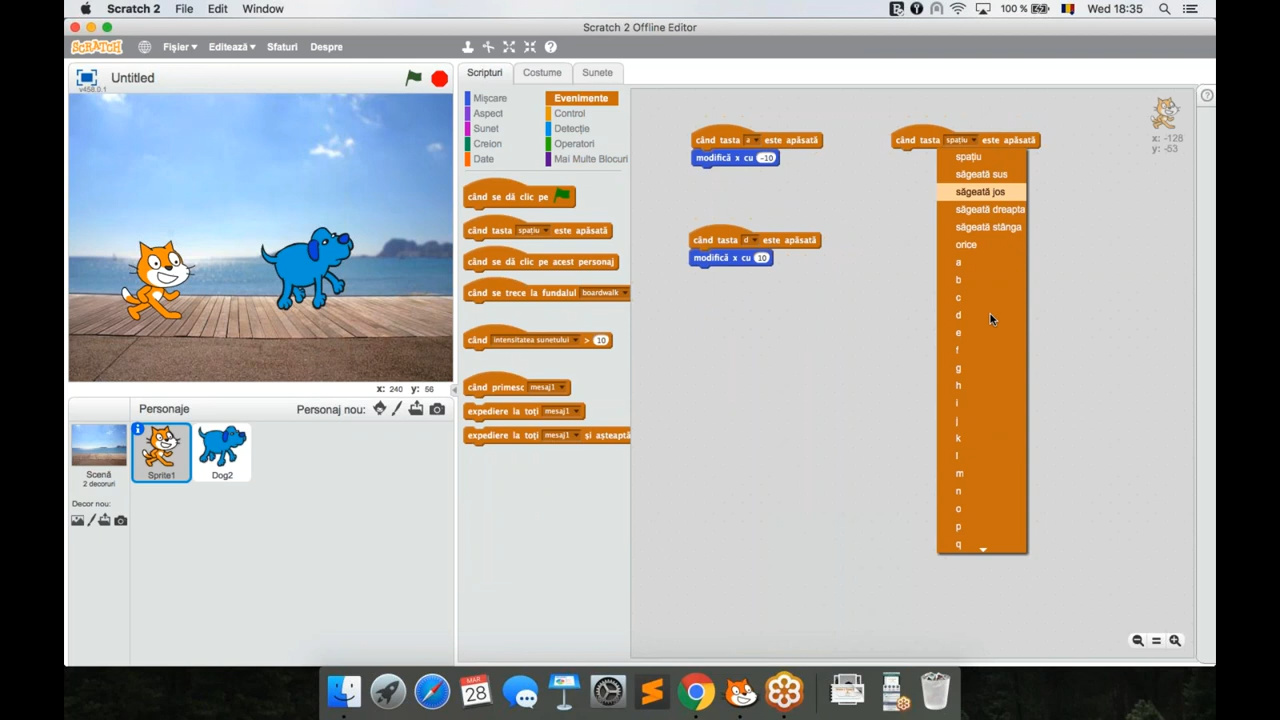 Scratch 2 File Edit Window 100 % Wed 18:35
Scratch 2 Offline Editor
SCRATCH Fișier Editează Sfaturi Despre
Untitled
v458.0.1
Scripturi Costume Sunete
Mișcare Evenimente
Aspect Control
Sunet Detecție
Creion Operatori
Date Mai Multe Blocuri
când se dă clic pe
când tasta spațiu este apăsată
când se dă clic pe acest personaj
când se trece la fundalul boardwalk
când intensitatea sunetului > 10
când primesc mesaj1
expediere la toți mesaj1
expediere la toți mesaj1 și așteaptă
când tasta a este apăsată
modifică x cu -10
când tasta d este apăsată
modifică x cu 10
când tasta spațiu este apăsată
spațiu
săgeată sus
săgeată jos
săgeată dreapta
săgeată stânga
orice
a
b
c
d
e
f
g
h
i
j
k
l
m
n
o
p
q
x: -128
y: -53
x: 240 y: 56
Personaje Personaj nou:
Scenă
2 decoruri
Sprite1
Dog2
Decor nou:
MAR
28